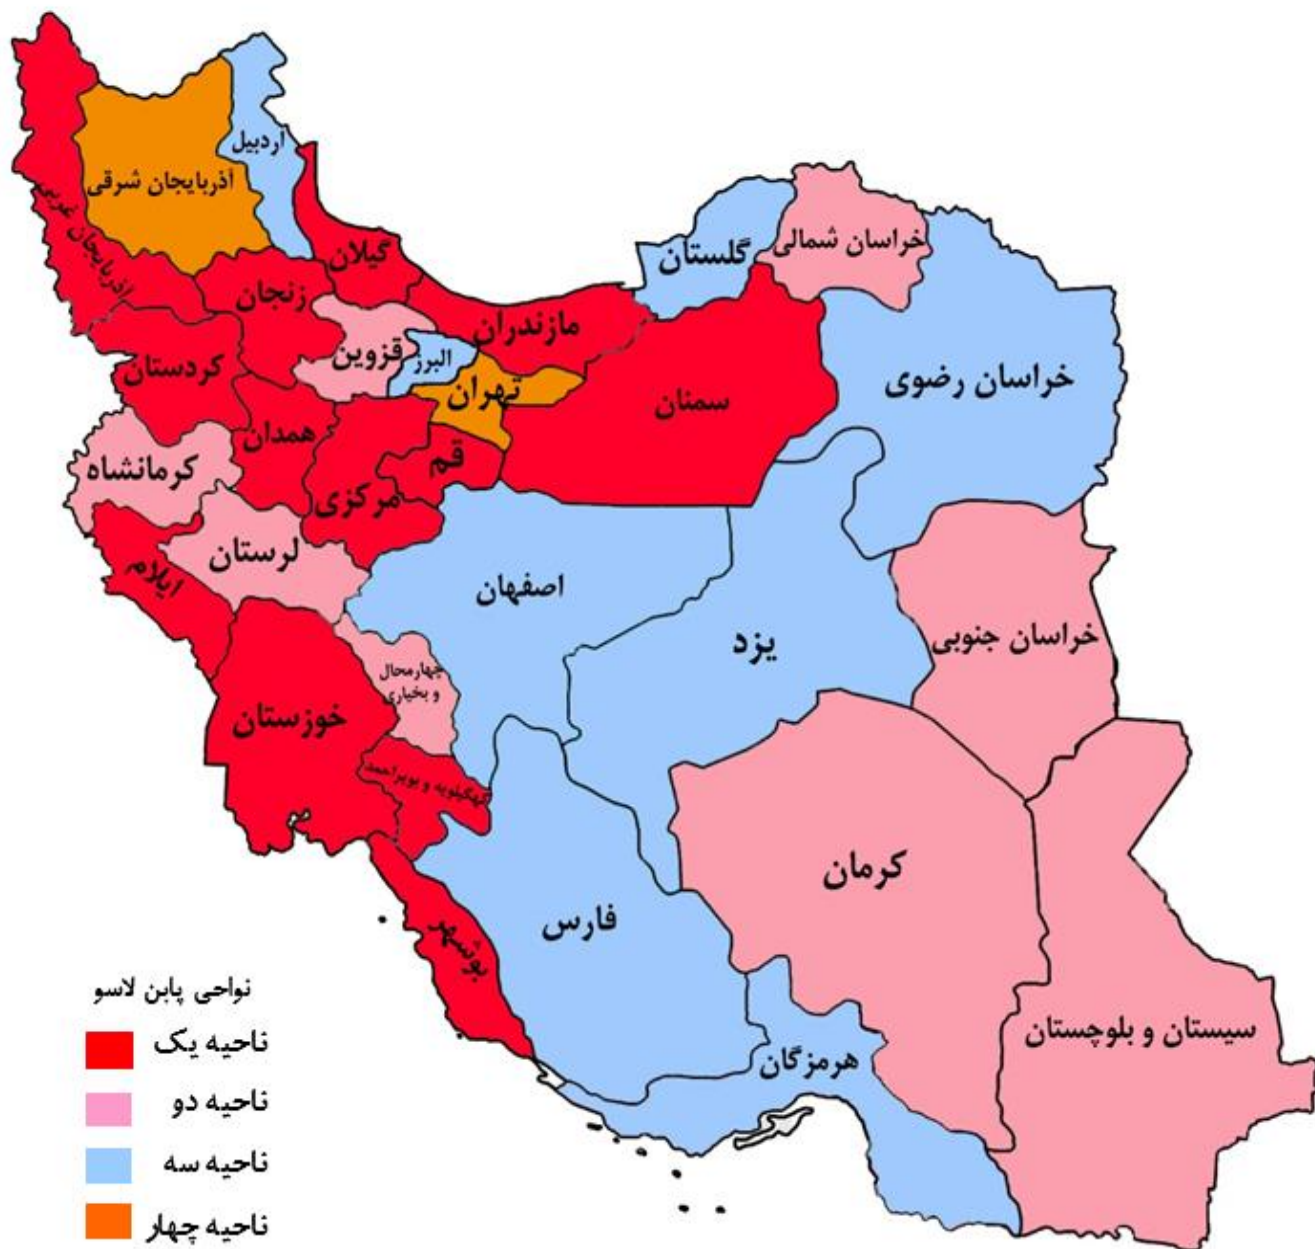 اردبیل
آذربایجان شرقی
آذربایجان غربی
گیلان
گلستان
خراسان شمالی
زنجان
مازندران
کردستان
قزوین
البرز
تهران
سمنان
خراسان رضوی
همدان
قم
کرمانشاه
مرکزی
لرستان
ایلام
اصفهان
یزد
خراسان جنوبی
چهارمحال
و بخیاری
خوزستان
کهگیلویه و بویراحمد
کرمان
فارس
بوشهر
سیستان و بلوچستان
هرمزگان
نواحی پابن لاسو
ناحیه یک
ناحیه دو
ناحیه سه
ناحیه چهار